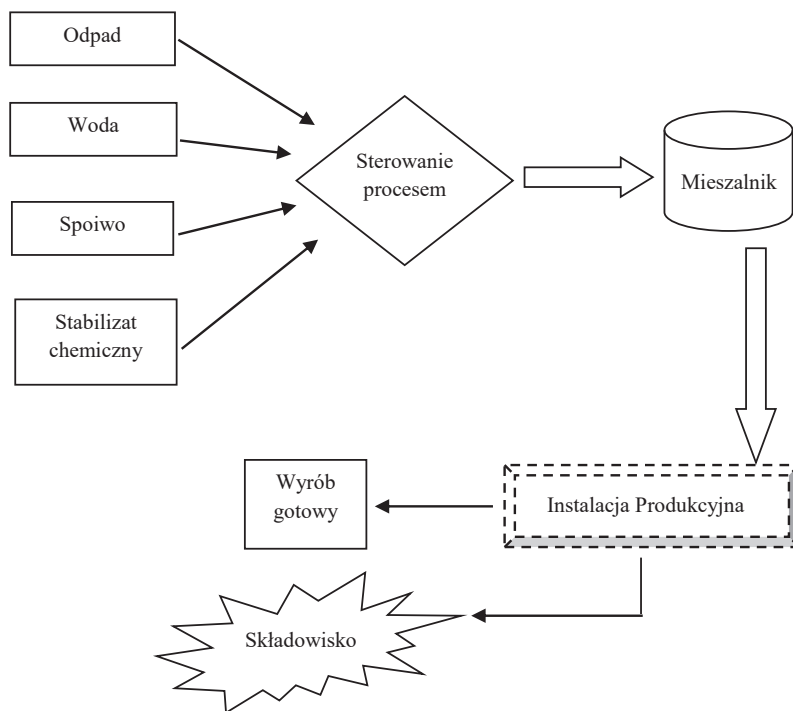 Odpad
Woda
Spoiwo
Stabilizat
chemiczny
Sterowanie
procesem
Mieszalnik
Instalacja Produkcyjna
Wyrób
gotowy
Składowisko